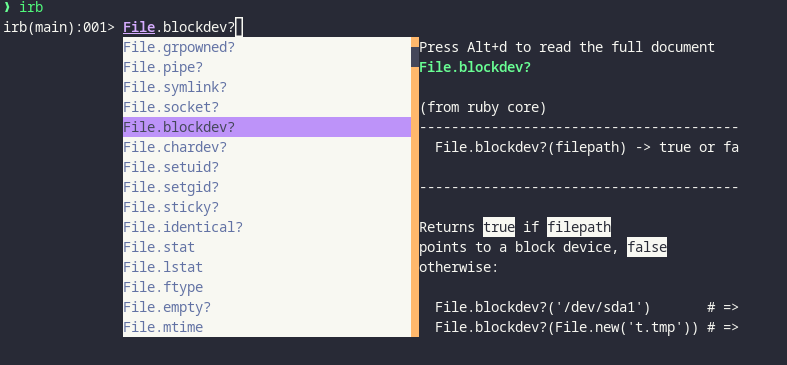 ❯ irb
irb(main):001> File.blockdev?
File.grpowned?
File.pipe?
File.symlink?
File.socket?
File.blockdev?
File.chardev?
File.setuid?
File.setgid?
File.sticky?
File.identical?
File.stat
File.lstat
File.ftype
File.empty?
File.mtime
Press Alt+d to read the full document
File.blockdev?
(from ruby core)
----------------------------------------
File.blockdev?(filepath) -> true or fa
----------------------------------------
Returns true if filepath
points to a block device, false
otherwise:
File.blockdev?('/dev/sda1')       # =>
File.blockdev?(File.new('t.tmp')) # =>